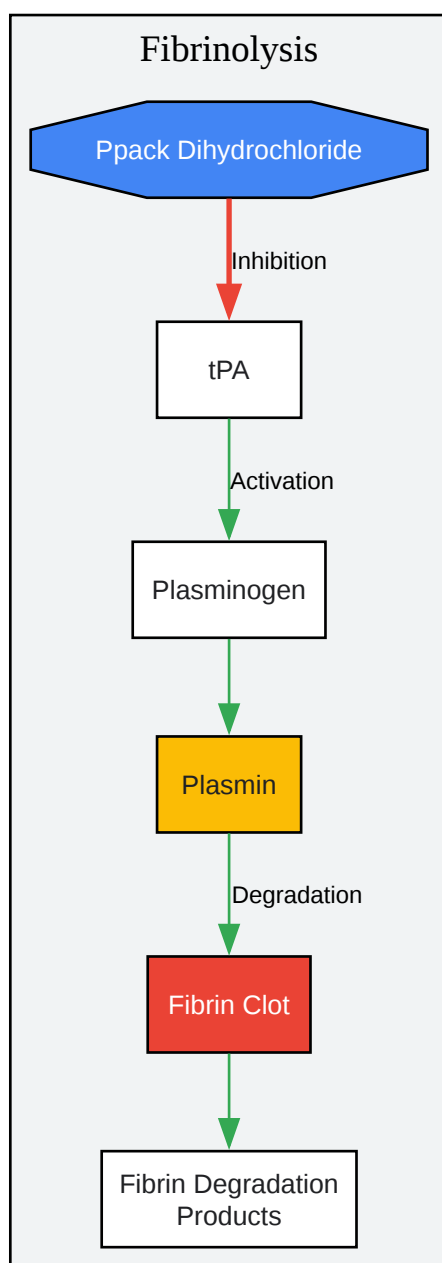 Fibrinolysis
Ppack Dihydrochloride
Inhibition
tPA
Activation
Plasminogen
Plasmin
Degradation
Fibrin Clot
Fibrin Degradation
Products